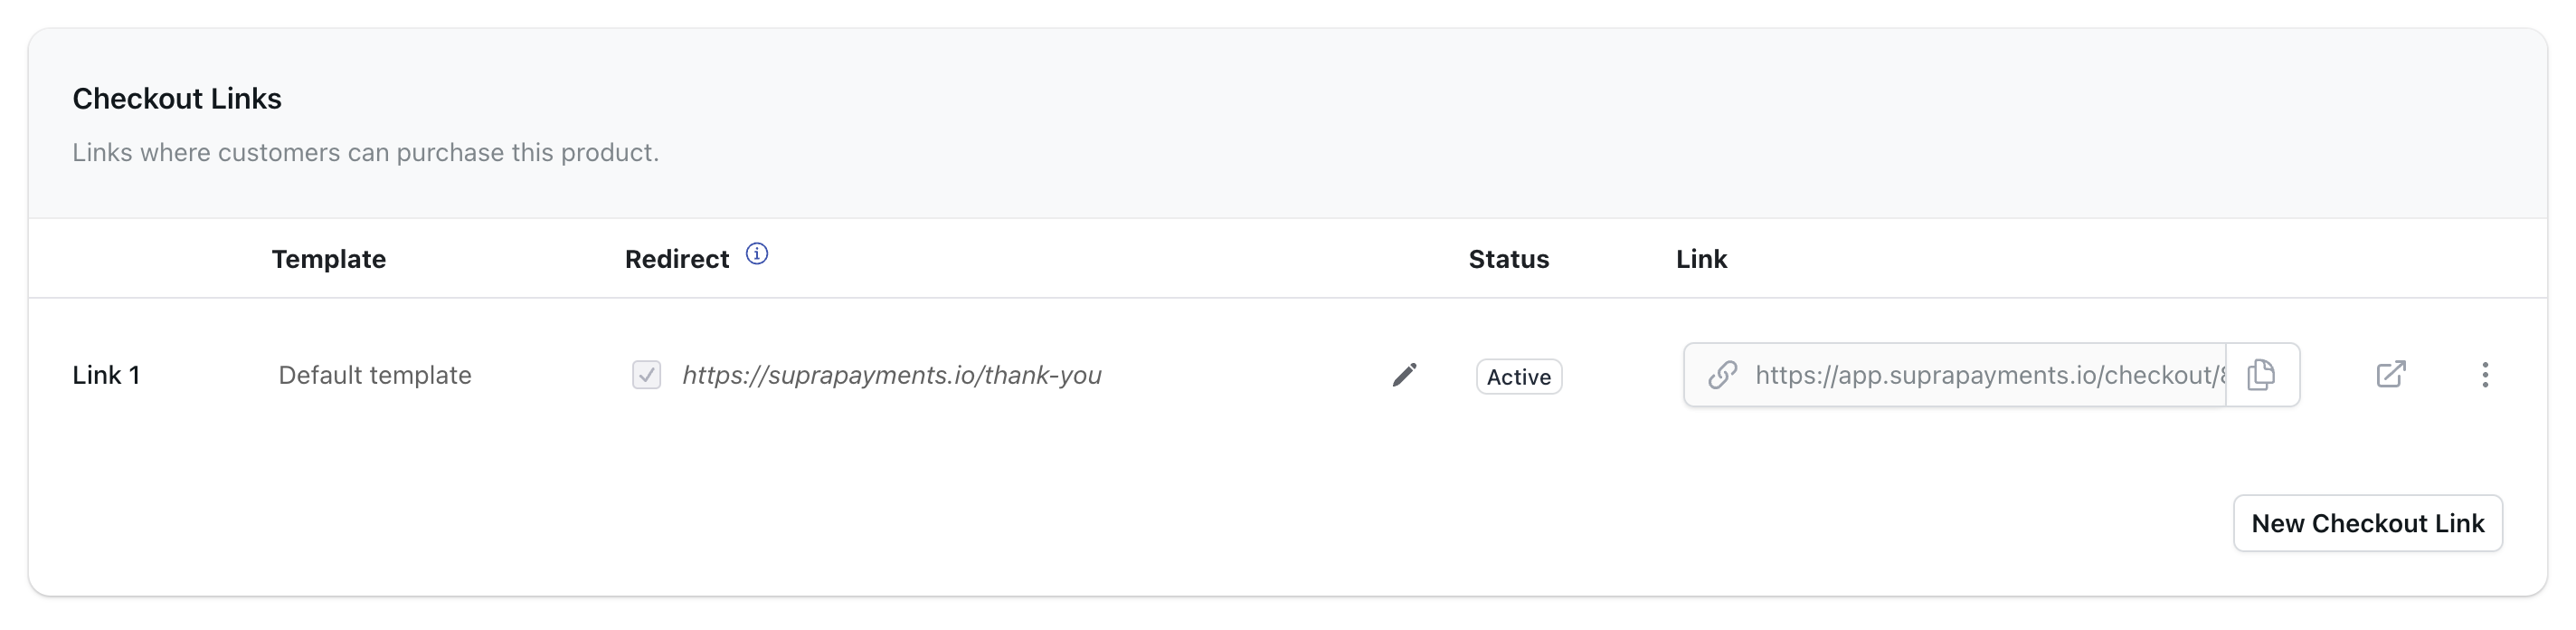 Checkout Links
Links where customers can purchase this product.
Template Redirect Status Link
Link 1 Default template https://suprapayments.io/thank-you Active https://app.suprapayments.io/checkout/
New Checkout Link